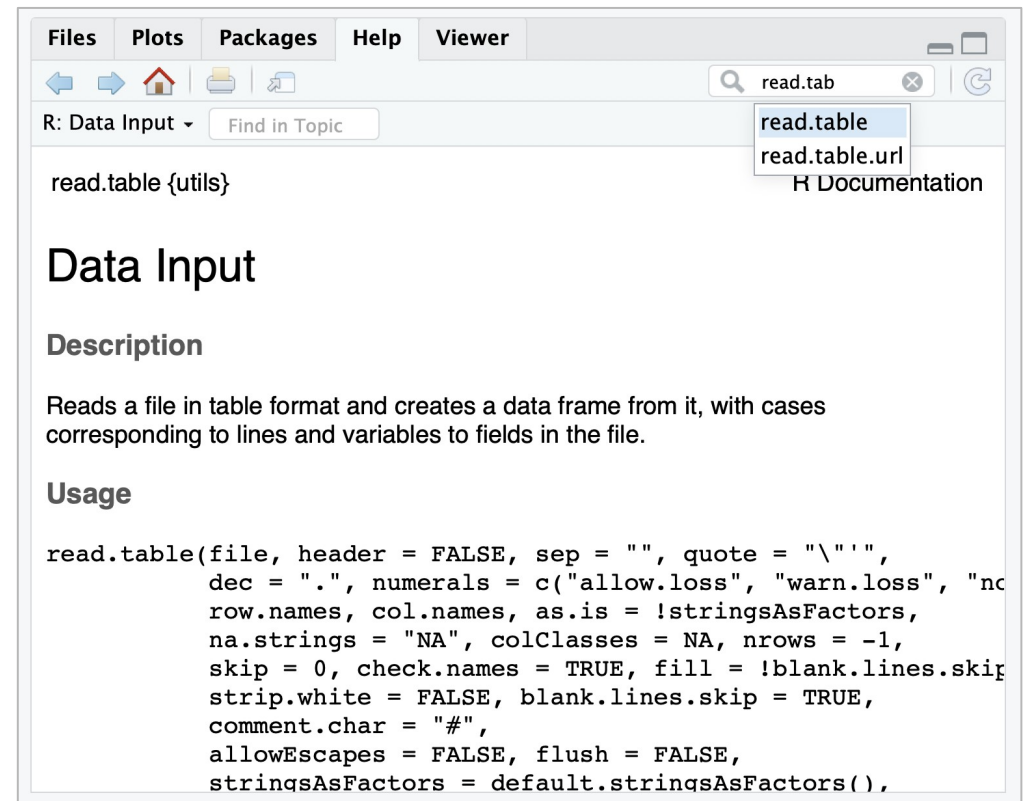 Files Plots Packages Help Viewer
read.tab
R: Data Input Find in Topic
read.table
read.table.url
read.table {utils} R Documentation
Data Input
Description
Reads a file in table format and creates a data frame from it, with cases
corresponding to lines and variables to fields in the file.
Usage
read.table(file, header = FALSE, sep = "", quote = "\"'",
dec = ".", numerals = c("allow.loss", "warn.loss", "no
row.names, col.names, as.is = !stringsAsFactors,
na.strings = "NA", colClasses = NA, nrows = -1,
skip = 0, check.names = TRUE, fill = !blank.lines.skip
strip.white = FALSE, blank.lines.skip = TRUE,
comment.char = "#",
allowEscapes = FALSE, flush = FALSE,
stringsAsFactors = default.stringsAsFactors(),